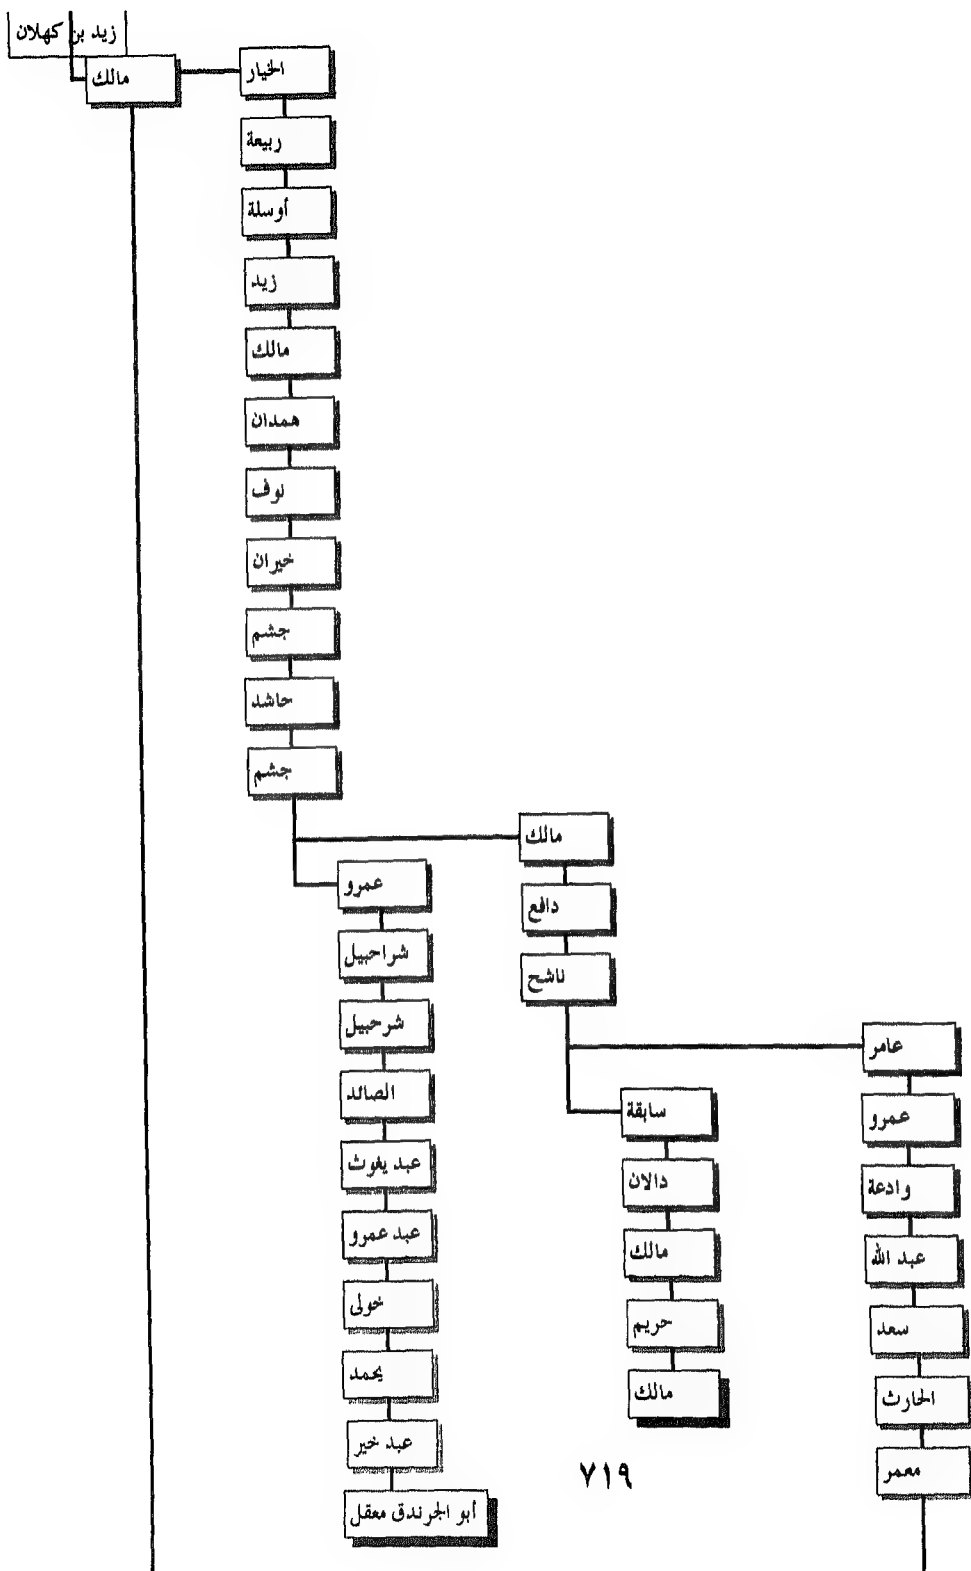 زيد بن كهلان
مالك
الخيار
ربيعة
أوسلة
زيد
مالك
همدان
نوف
خيران
جشم
حاشد
جشم
مالك
دافع
ناشح
عمرو
شراحبيل
شرحبيل
الصائد
عبد يغوث
عبد عمرو
خولى
يحمد
عبد خير
أبو الجرندق معقل
سابقة
دالان
مالك
حريم
مالك
عامر
عمرو
وادعة
عبد الله
سعد
الحارث
معمر
٧١٩